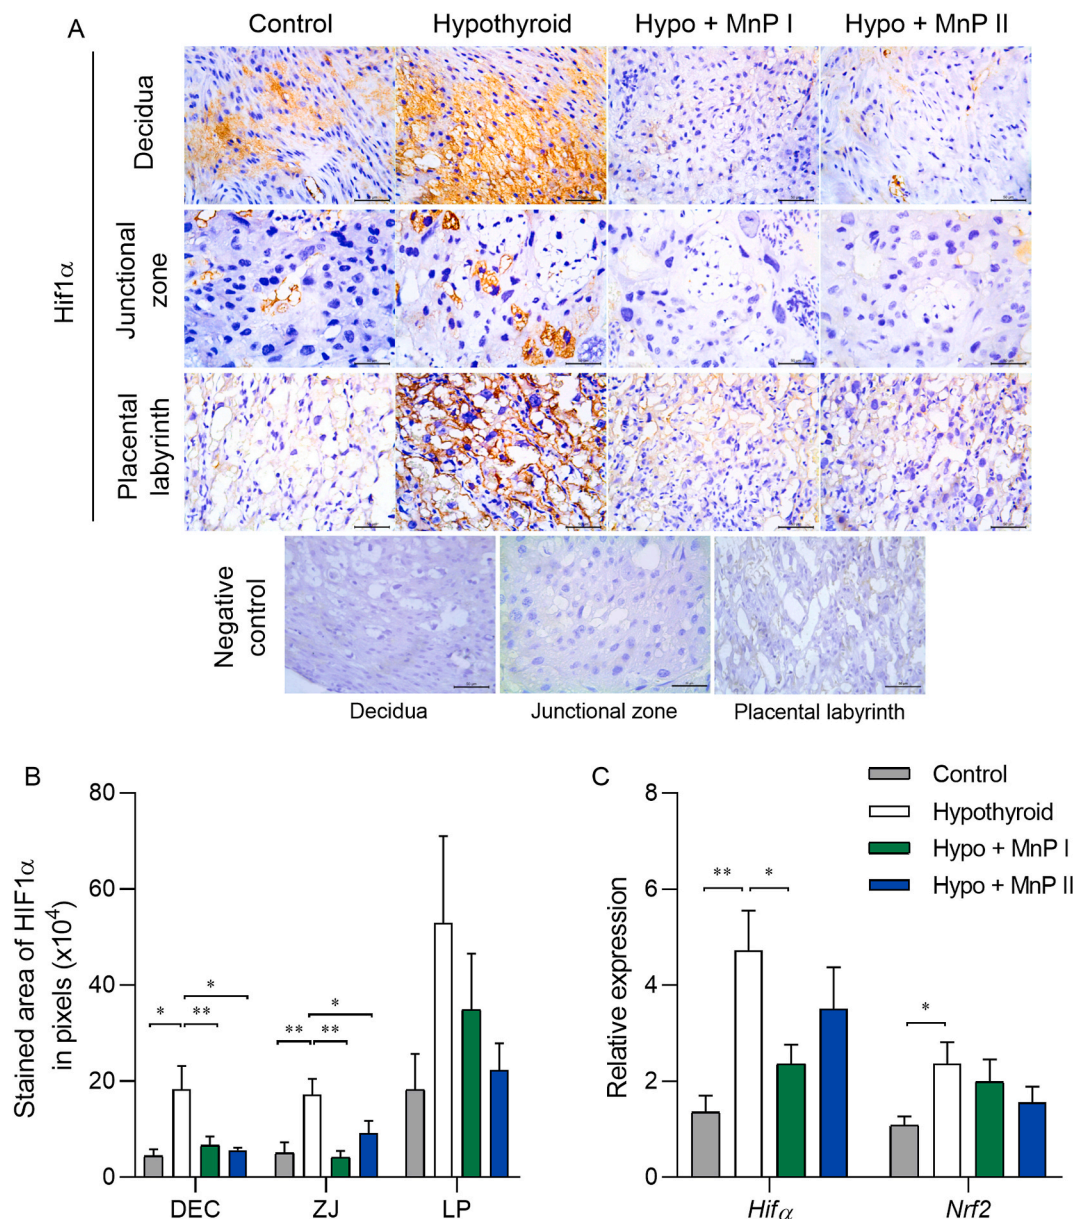 A
Control
Hypothyroid
Hypo + MnP I
Hypo + MnP II
Hif1α
Decidua
Junctional
zone
Placental
labyrinth
Negative
control
Decidua
Junctional zone
Placental labyrinth
B
Stained area of HIF1α
in pixels (x10⁴)
80
60
40
20
0
*
**
*
**
**
*
DEC
ZJ
LP
C
Relative expression
8
6
4
2
0
**
*
*
Hifα
Nrf2
Control
Hypothyroid
Hypo + MnP I
Hypo + MnP II